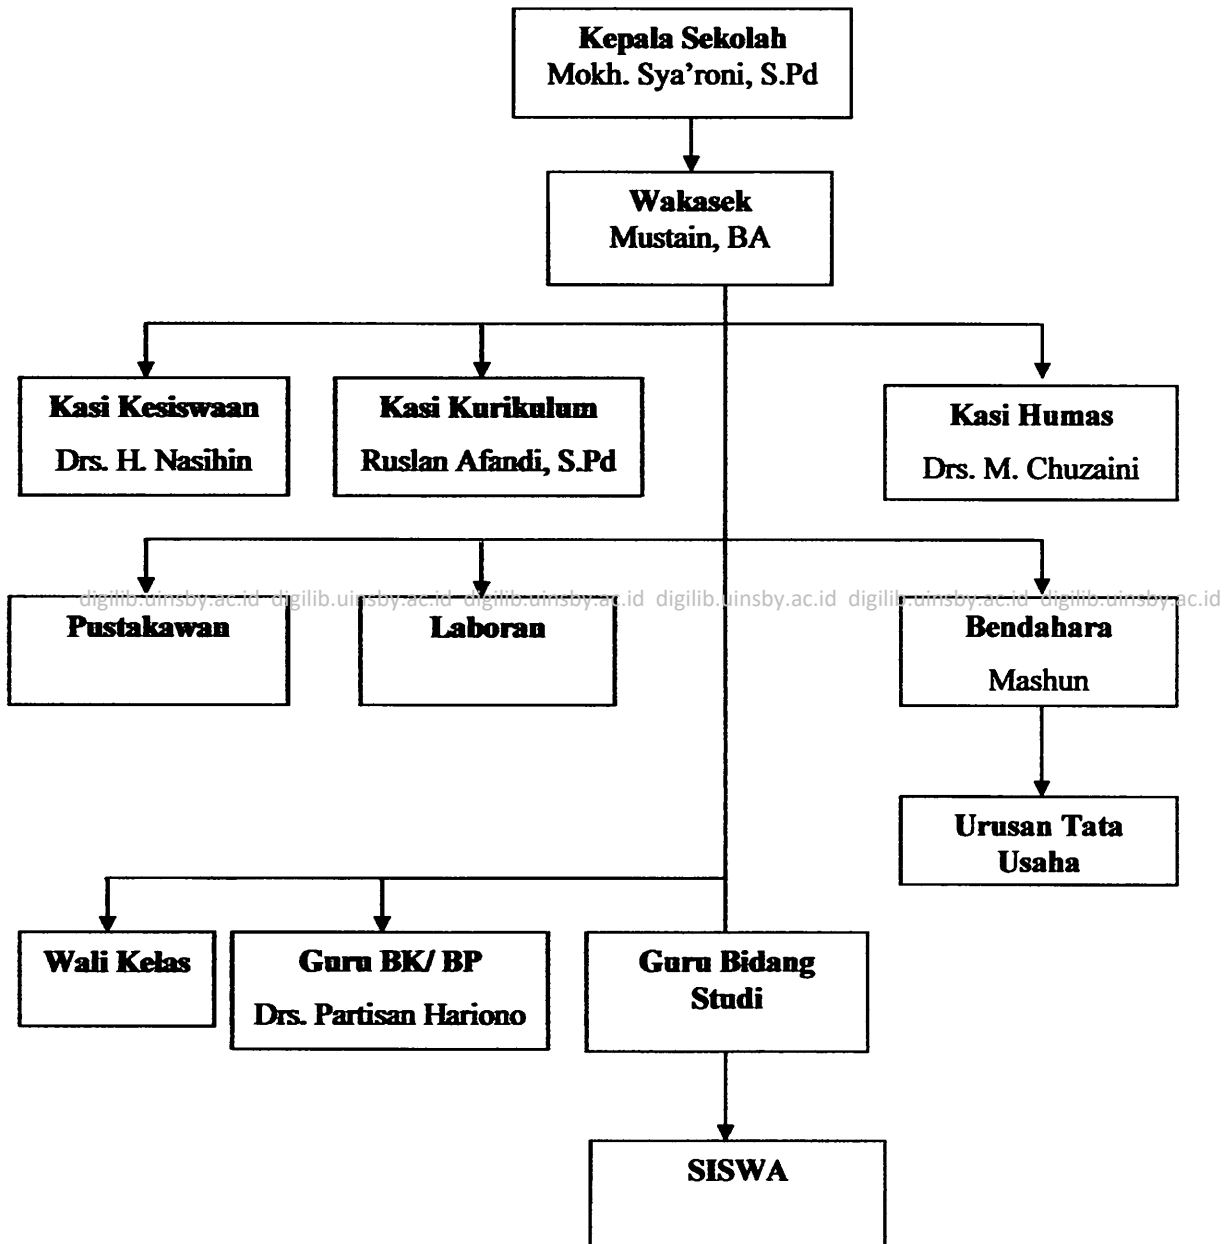 Kepala Sekolah
Mokh. Sya'roni, S.Pd
Wakasek
Mustain, BA
Kasi Kesiswaan
Drs. H. Nasihin
Kasi Kurikulum
Ruslan Afandi, S.Pd
Kasi Humas
Drs. M. Chuzaini
digilib.uinsby.ac.id digilib.uinsby.ac.id digilib.uinsby.ac.id digilib.uinsby.ac.id digilib.uinsby.ac.id digilib.uinsby.ac.id
Pustakawan
Laboran
Bendahara
Mashun
Urusan Tata
Usaha
Wali Kelas
Guru BK/ BP
Drs. Partisan Hariono
Guru Bidang
Studi
SISWA